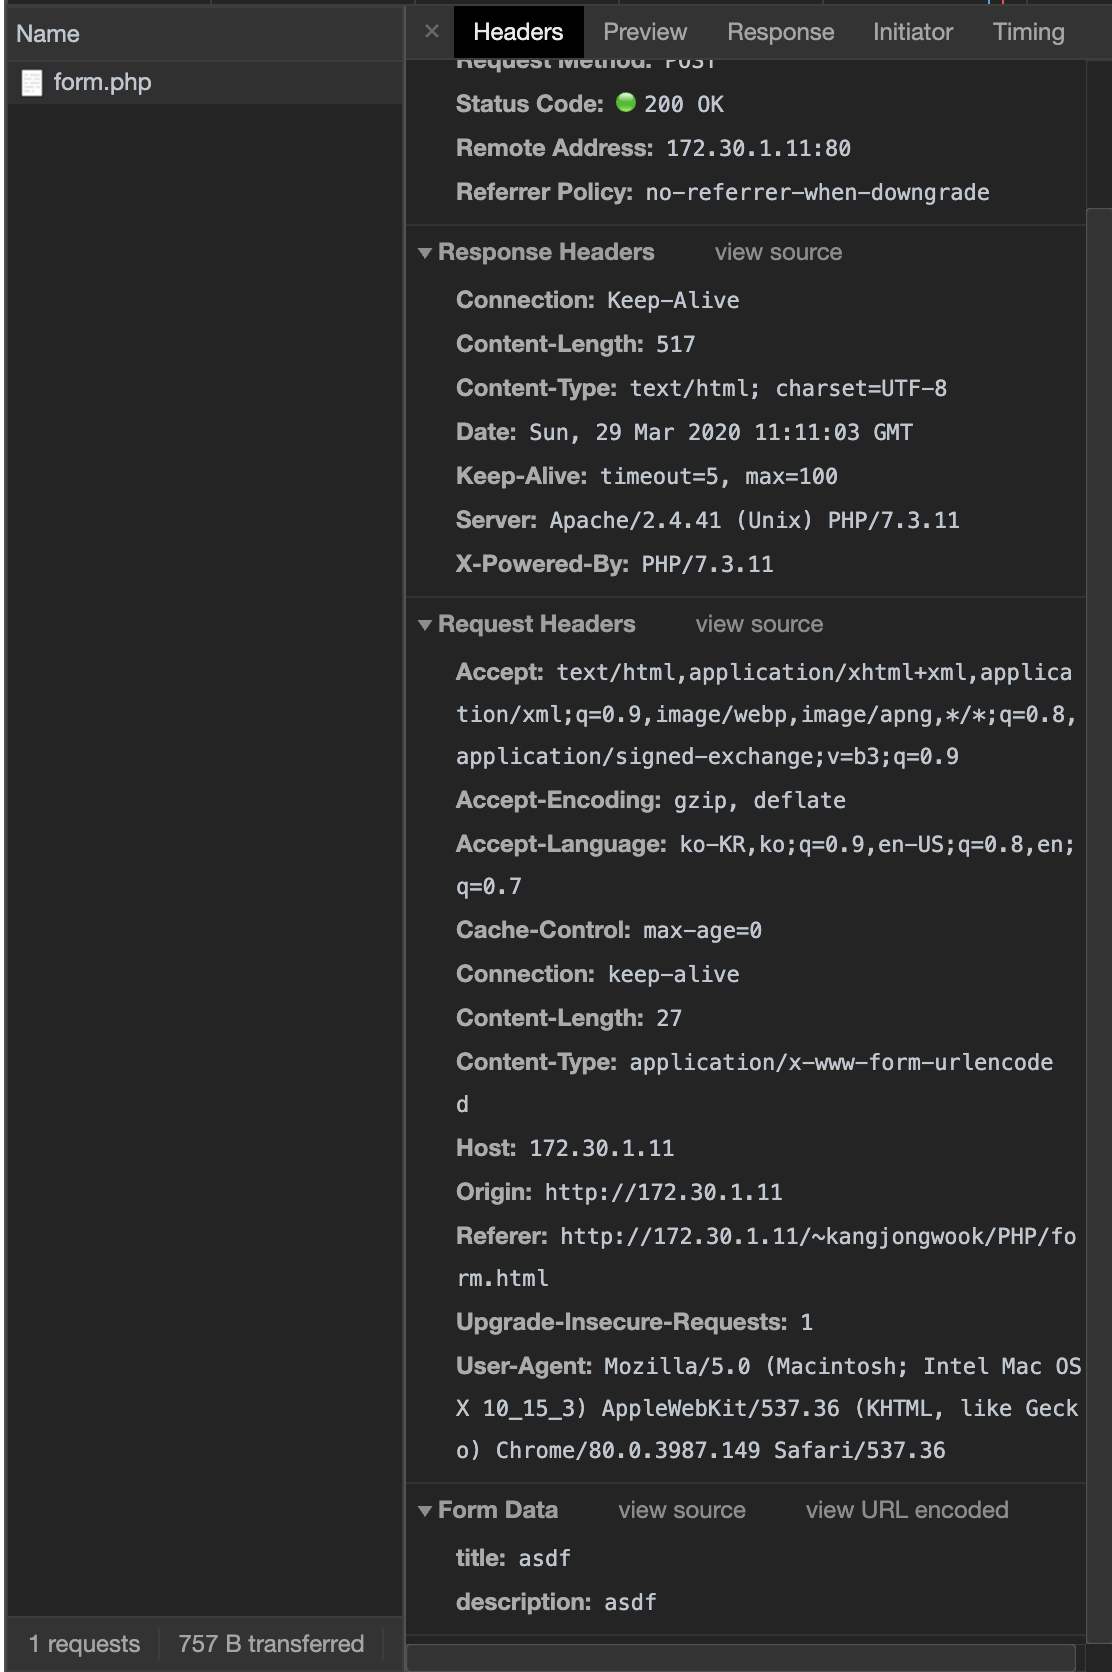 Name
form.php
1 requests
757 B transferred
× Headers Preview Response Initiator Timing
Request Method: POST
Status Code: 200 OK
Remote Address: 172.30.1.11:80
Referrer Policy: no-referrer-when-downgrade
Response Headers view source
Connection: Keep-Alive
Content-Length: 517
Content-Type: text/html; charset=UTF-8
Date: Sun, 29 Mar 2020 11:11:03 GMT
Keep-Alive: timeout=5, max=100
Server: Apache/2.4.41 (Unix) PHP/7.3.11
X-Powered-By: PHP/7.3.11
Request Headers view source
Accept: text/html,application/xhtml+xml,applica
tion/xml;q=0.9,image/webp,image/apng,*/*;q=0.8,
application/signed-exchange;v=b3;q=0.9
Accept-Encoding: gzip, deflate
Accept-Language: ko-KR,ko;q=0.9,en-US;q=0.8,en;
q=0.7
Cache-Control: max-age=0
Connection: keep-alive
Content-Length: 27
Content-Type: application/x-www-form-urlencode
d
Host: 172.30.1.11
Origin: http://172.30.1.11
Referer: http://172.30.1.11/~kangjongwook/PHP/fo
rm.html
Upgrade-Insecure-Requests: 1
User-Agent: Mozilla/5.0 (Macintosh; Intel Mac OS
X 10_15_3) AppleWebKit/537.36 (KHTML, like Geck
o) Chrome/80.0.3987.149 Safari/537.36
Form Data view source view URL encoded
title: asdf
description: asdf